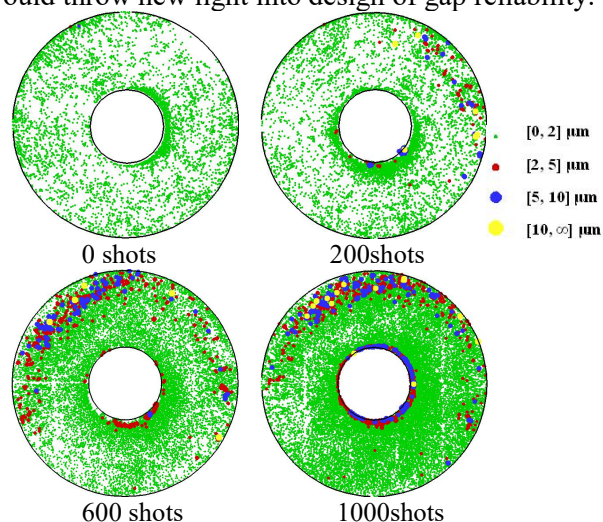 ould throw new light into design of gap reliability.
[0, 2] μm
[2, 5] μm
[5, 10] μm
[10, ∞] μm
0 shots
200shots
600 shots
1000shots